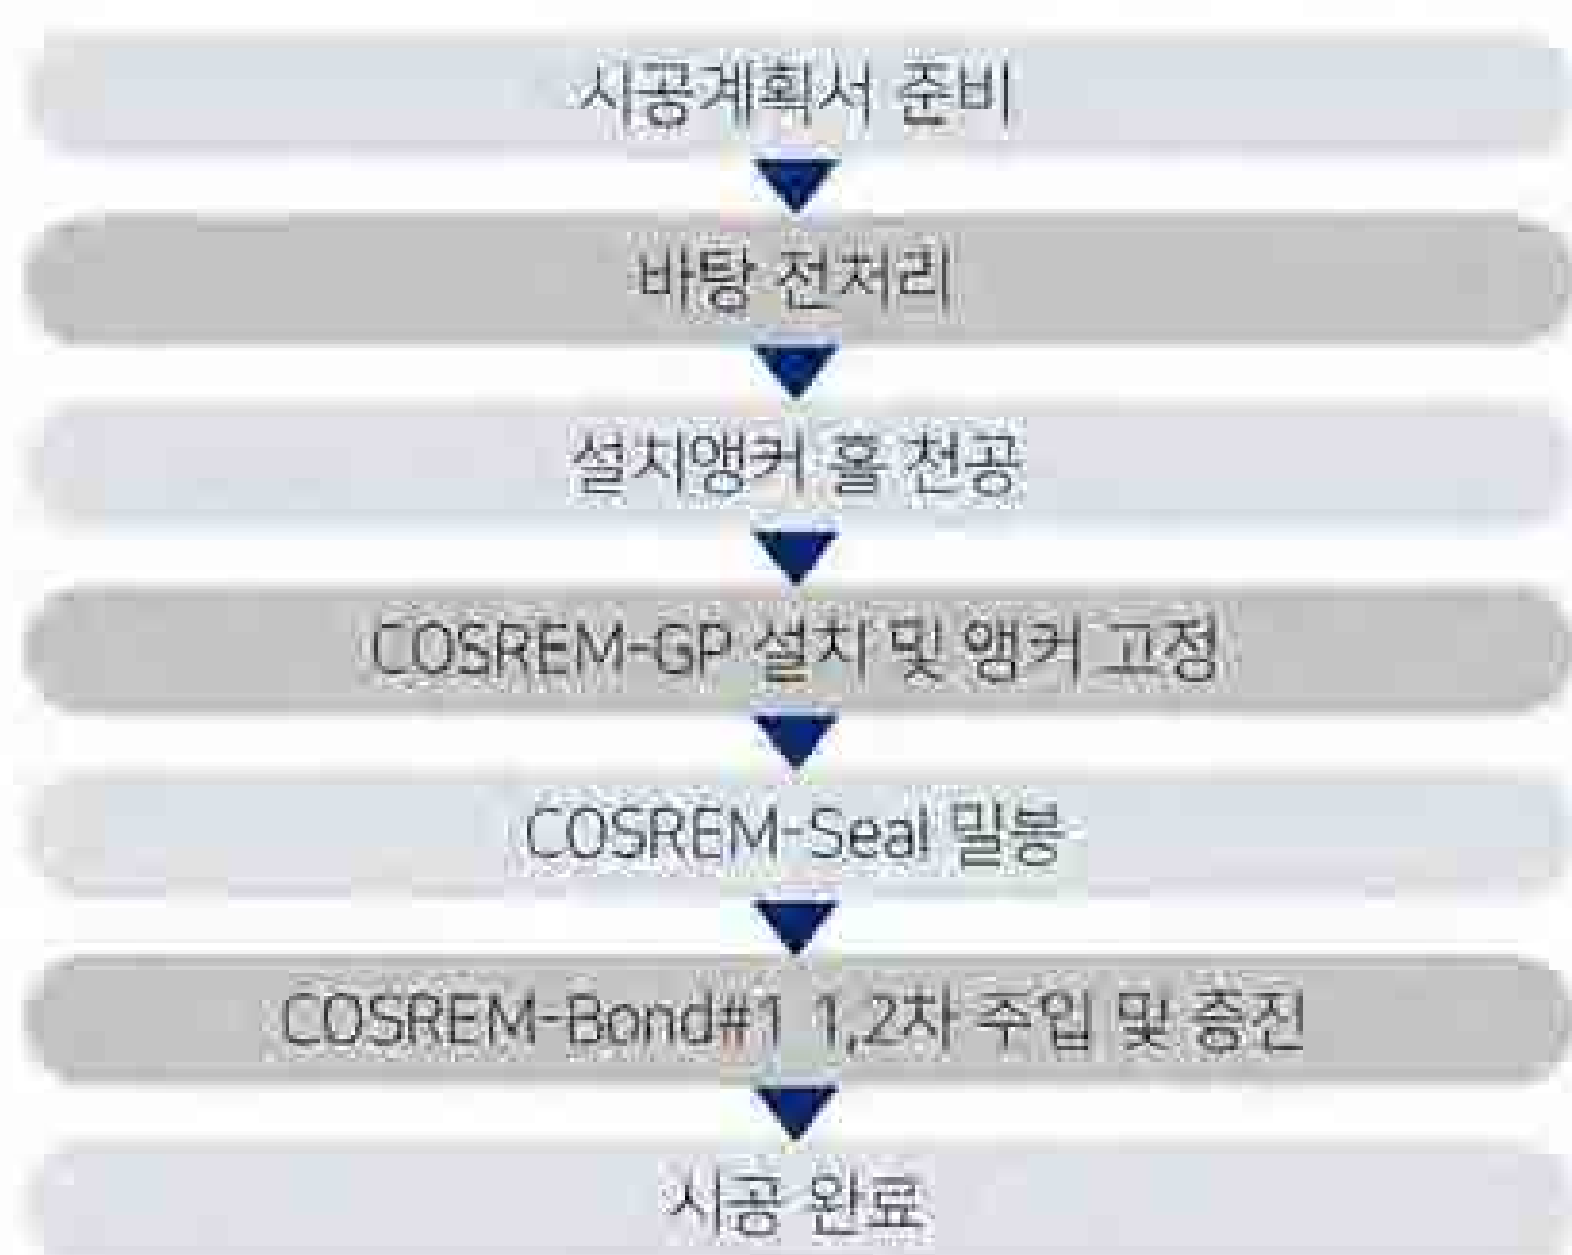 시공계획서 준비
바탕 전처리
설치앵커 홀 천공
COSREM-GP 설치 및 앵커 고정
COSREM-Seal 밀봉
COSREM-Bond#1 1,2차 주입 및 충진
시공 완료